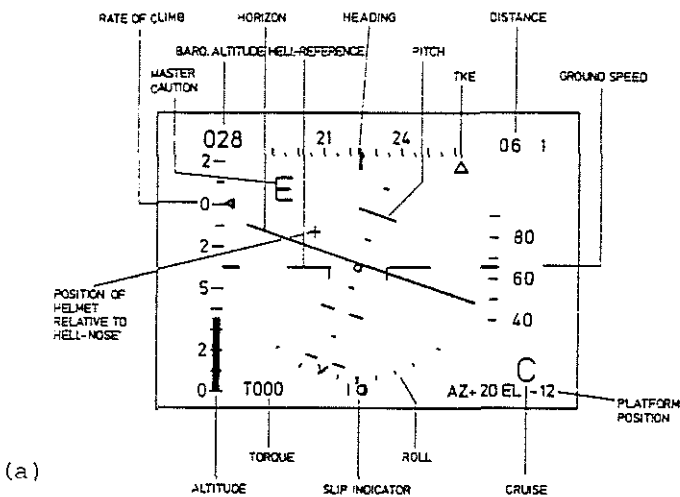 RATE OF CLIMB
HORIZON
HEADING
DISTANCE
BARO. ALTITUDE
HELL-REFERENCE
PITCH
MASTER CAUTION
TKE
GROUND SPEED
028
21
24
06 1
2
E
0
2
80
60
5
40
2
C
0
T000
AZ+20 EL -12
POSITION OF
HELMET
RELATIVE TO
HELL-NOSE
PLATFORM
POSITION
TORQUE
ROLL
(a)
ALTITUDE
SLIP INDICATOR
CRUISE